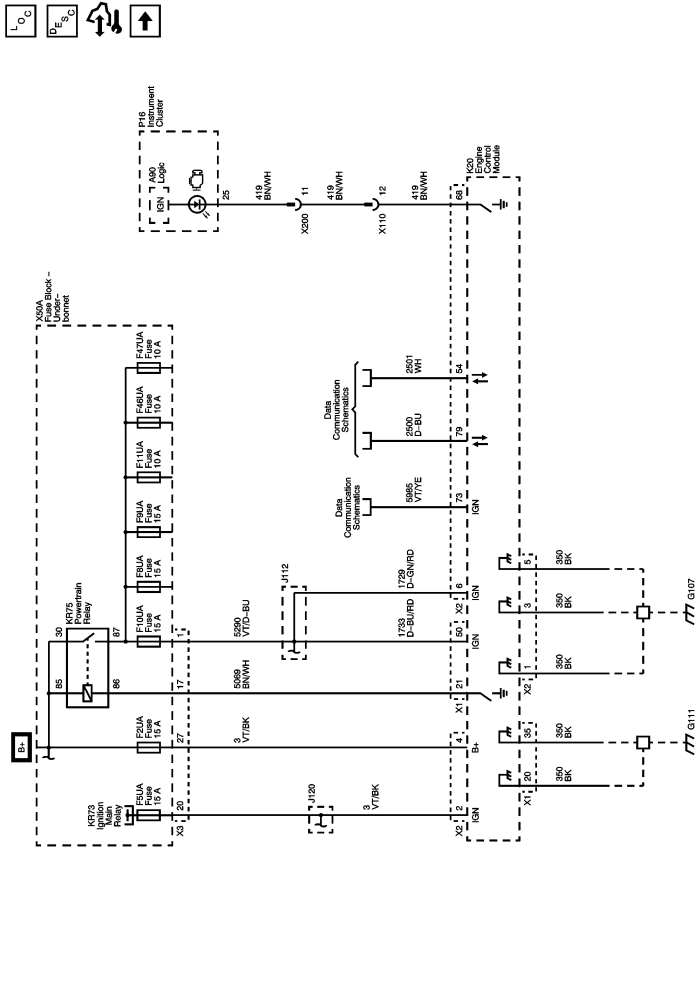 LOC
DESC
P16
Instrument
Cluster
A90
Logic
IGN
25
419
BN/WH
X200
11
419
BN/WH
X110
12
419
BN/WH
68
K20
Engine
Control
Module
X50A
Fuse Block –
Under–
bonnet
F47UA
Fuse
10 A
F46UA
Fuse
10 A
F11UA
Fuse
10 A
F9UA
Fuse
15 A
F8UA
Fuse
15 A
F10UA
Fuse
15 A
F2UA
Fuse
15 A
F5UA
Fuse
15 A
KR75
Powertrain
Relay
30
87
85
86
B+
KR73
Ignition
Main
Relay
1
17
27
20
X3
5290
VT/D–BU
5069
BN/WH
3
VT/BK
J112
J120
3
VT/BK
1729
D–GN/RD
1733
D–BU/RD
Data
Communication
Schematics
2501
WH
2500
D–BU
Data
Communication
Schematics
5985
VT/YE
54
79
73
IGN
6
IGN
X2
50
IGN
21
X1
4
B+
2
IGN
X2
5
350
BK
3
350
BK
1
350
BK
X2
35
350
BK
20
350
BK
X1
G107
G111